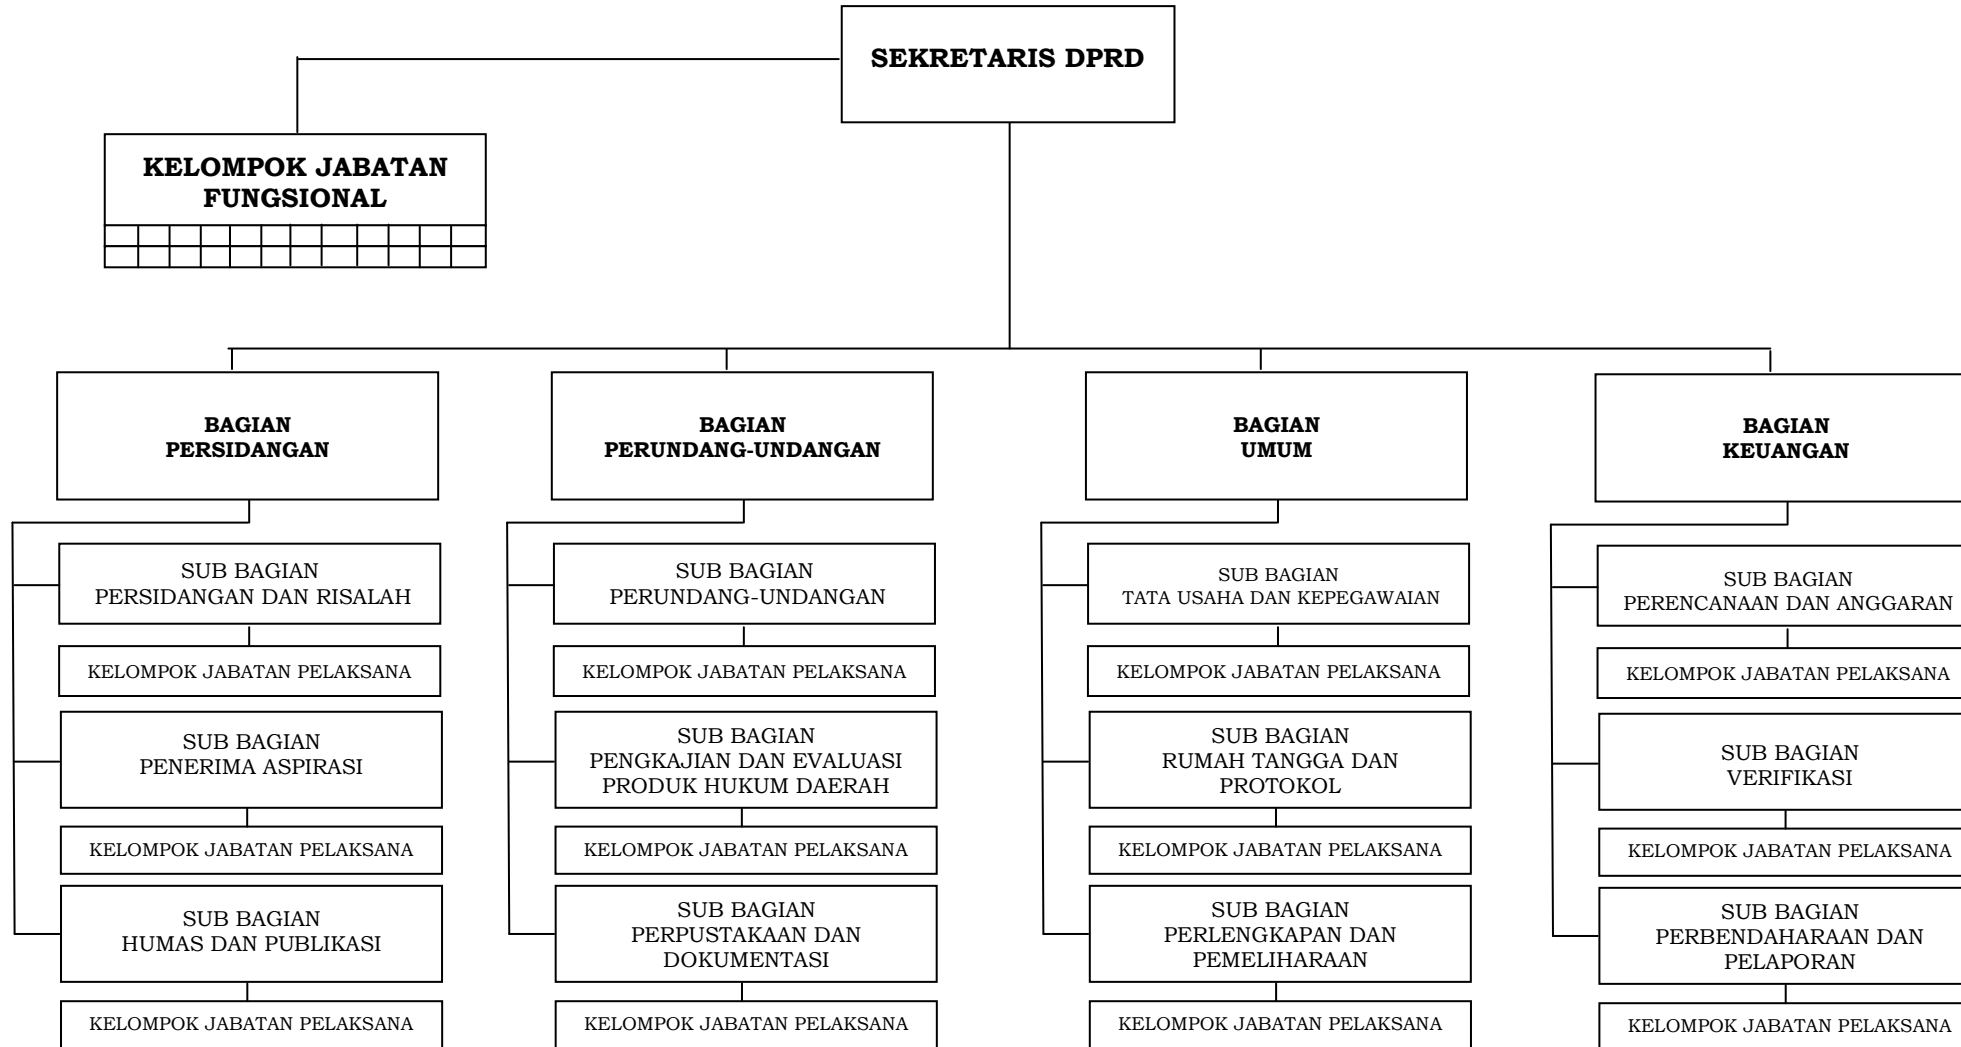 SEKRETARIS DPRD
KELOMPOK JABATAN
FUNGSIONAL
BAGIAN
PERSIDANGAN
BAGIAN
PERUNDANG-UNDANGAN
BAGIAN
UMUM
BAGIAN
KEUANGAN
SUB BAGIAN
PERSIDANGAN DAN RISALAH
SUB BAGIAN
PERUNDANG-UNDANGAN
SUB BAGIAN
TATA USAHA DAN KEPEGAWAIAN
SUB BAGIAN
PERENCANAAN DAN ANGGARAN
KELOMPOK JABATAN PELAKSANA
KELOMPOK JABATAN PELAKSANA
KELOMPOK JABATAN PELAKSANA
KELOMPOK JABATAN PELAKSANA
SUB BAGIAN
PENERIMA ASPIRASI
SUB BAGIAN
PENGKAJIAN DAN EVALUASI
PRODUK HUKUM DAERAH
SUB BAGIAN
RUMAH TANGGA DAN
PROTOKOL
SUB BAGIAN
VERIFIKASI
KELOMPOK JABATAN PELAKSANA
KELOMPOK JABATAN PELAKSANA
KELOMPOK JABATAN PELAKSANA
KELOMPOK JABATAN PELAKSANA
SUB BAGIAN
HUMAS DAN PUBLIKASI
SUB BAGIAN
PERPUSTAKAAN DAN
DOKUMENTASI
SUB BAGIAN
PERLENGKAPAN DAN
PEMELIHARAAN
SUB BAGIAN
PERBENDAHARAAN DAN
PELAPORAN
KELOMPOK JABATAN PELAKSANA
KELOMPOK JABATAN PELAKSANA
KELOMPOK JABATAN PELAKSANA
KELOMPOK JABATAN PELAKSANA